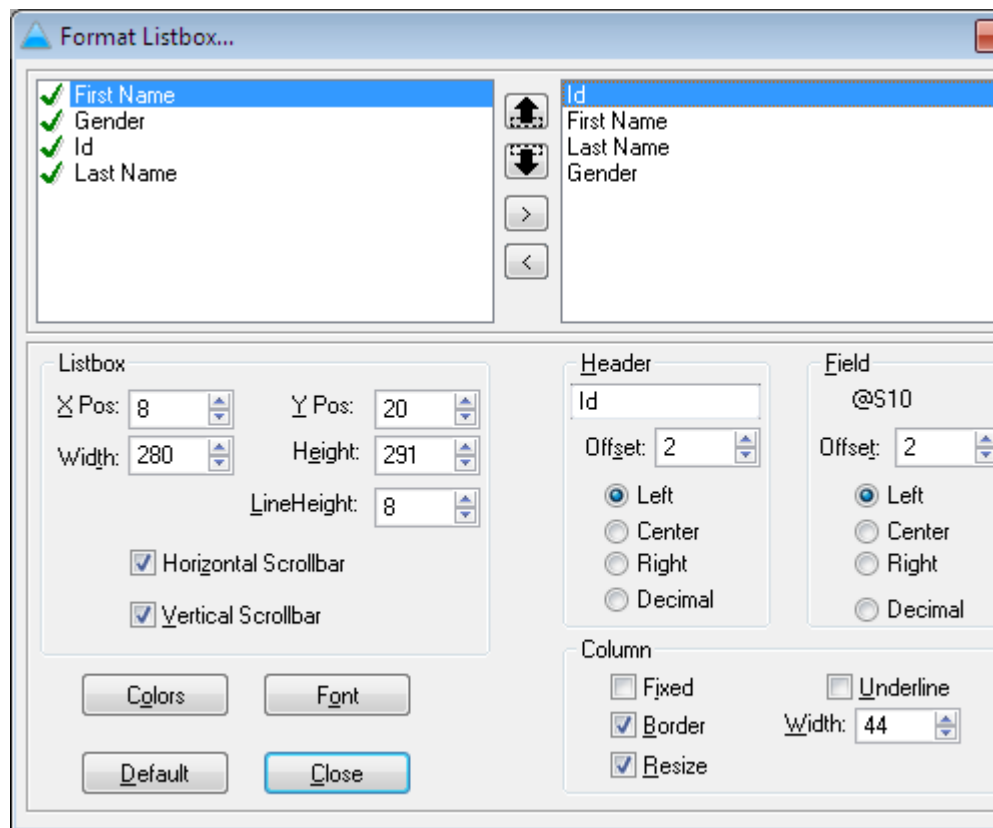 Format Listbox...
First Name
Gender
Id
Last Name
Id
First Name
Last Name
Gender
>
<
Listbox
X Pos: 8
Y Pos: 20
Width: 280
Height: 291
LineHeight: 8
Horizontal Scrollbar
Vertical Scrollbar
Header
Id
Offset: 2
Left
Center
Right
Decimal
Field
@S10
Offset: 2
Left
Center
Right
Decimal
Column
Fixed
Underline
Border
Width: 44
Resize
Colors
Font
Default
Close